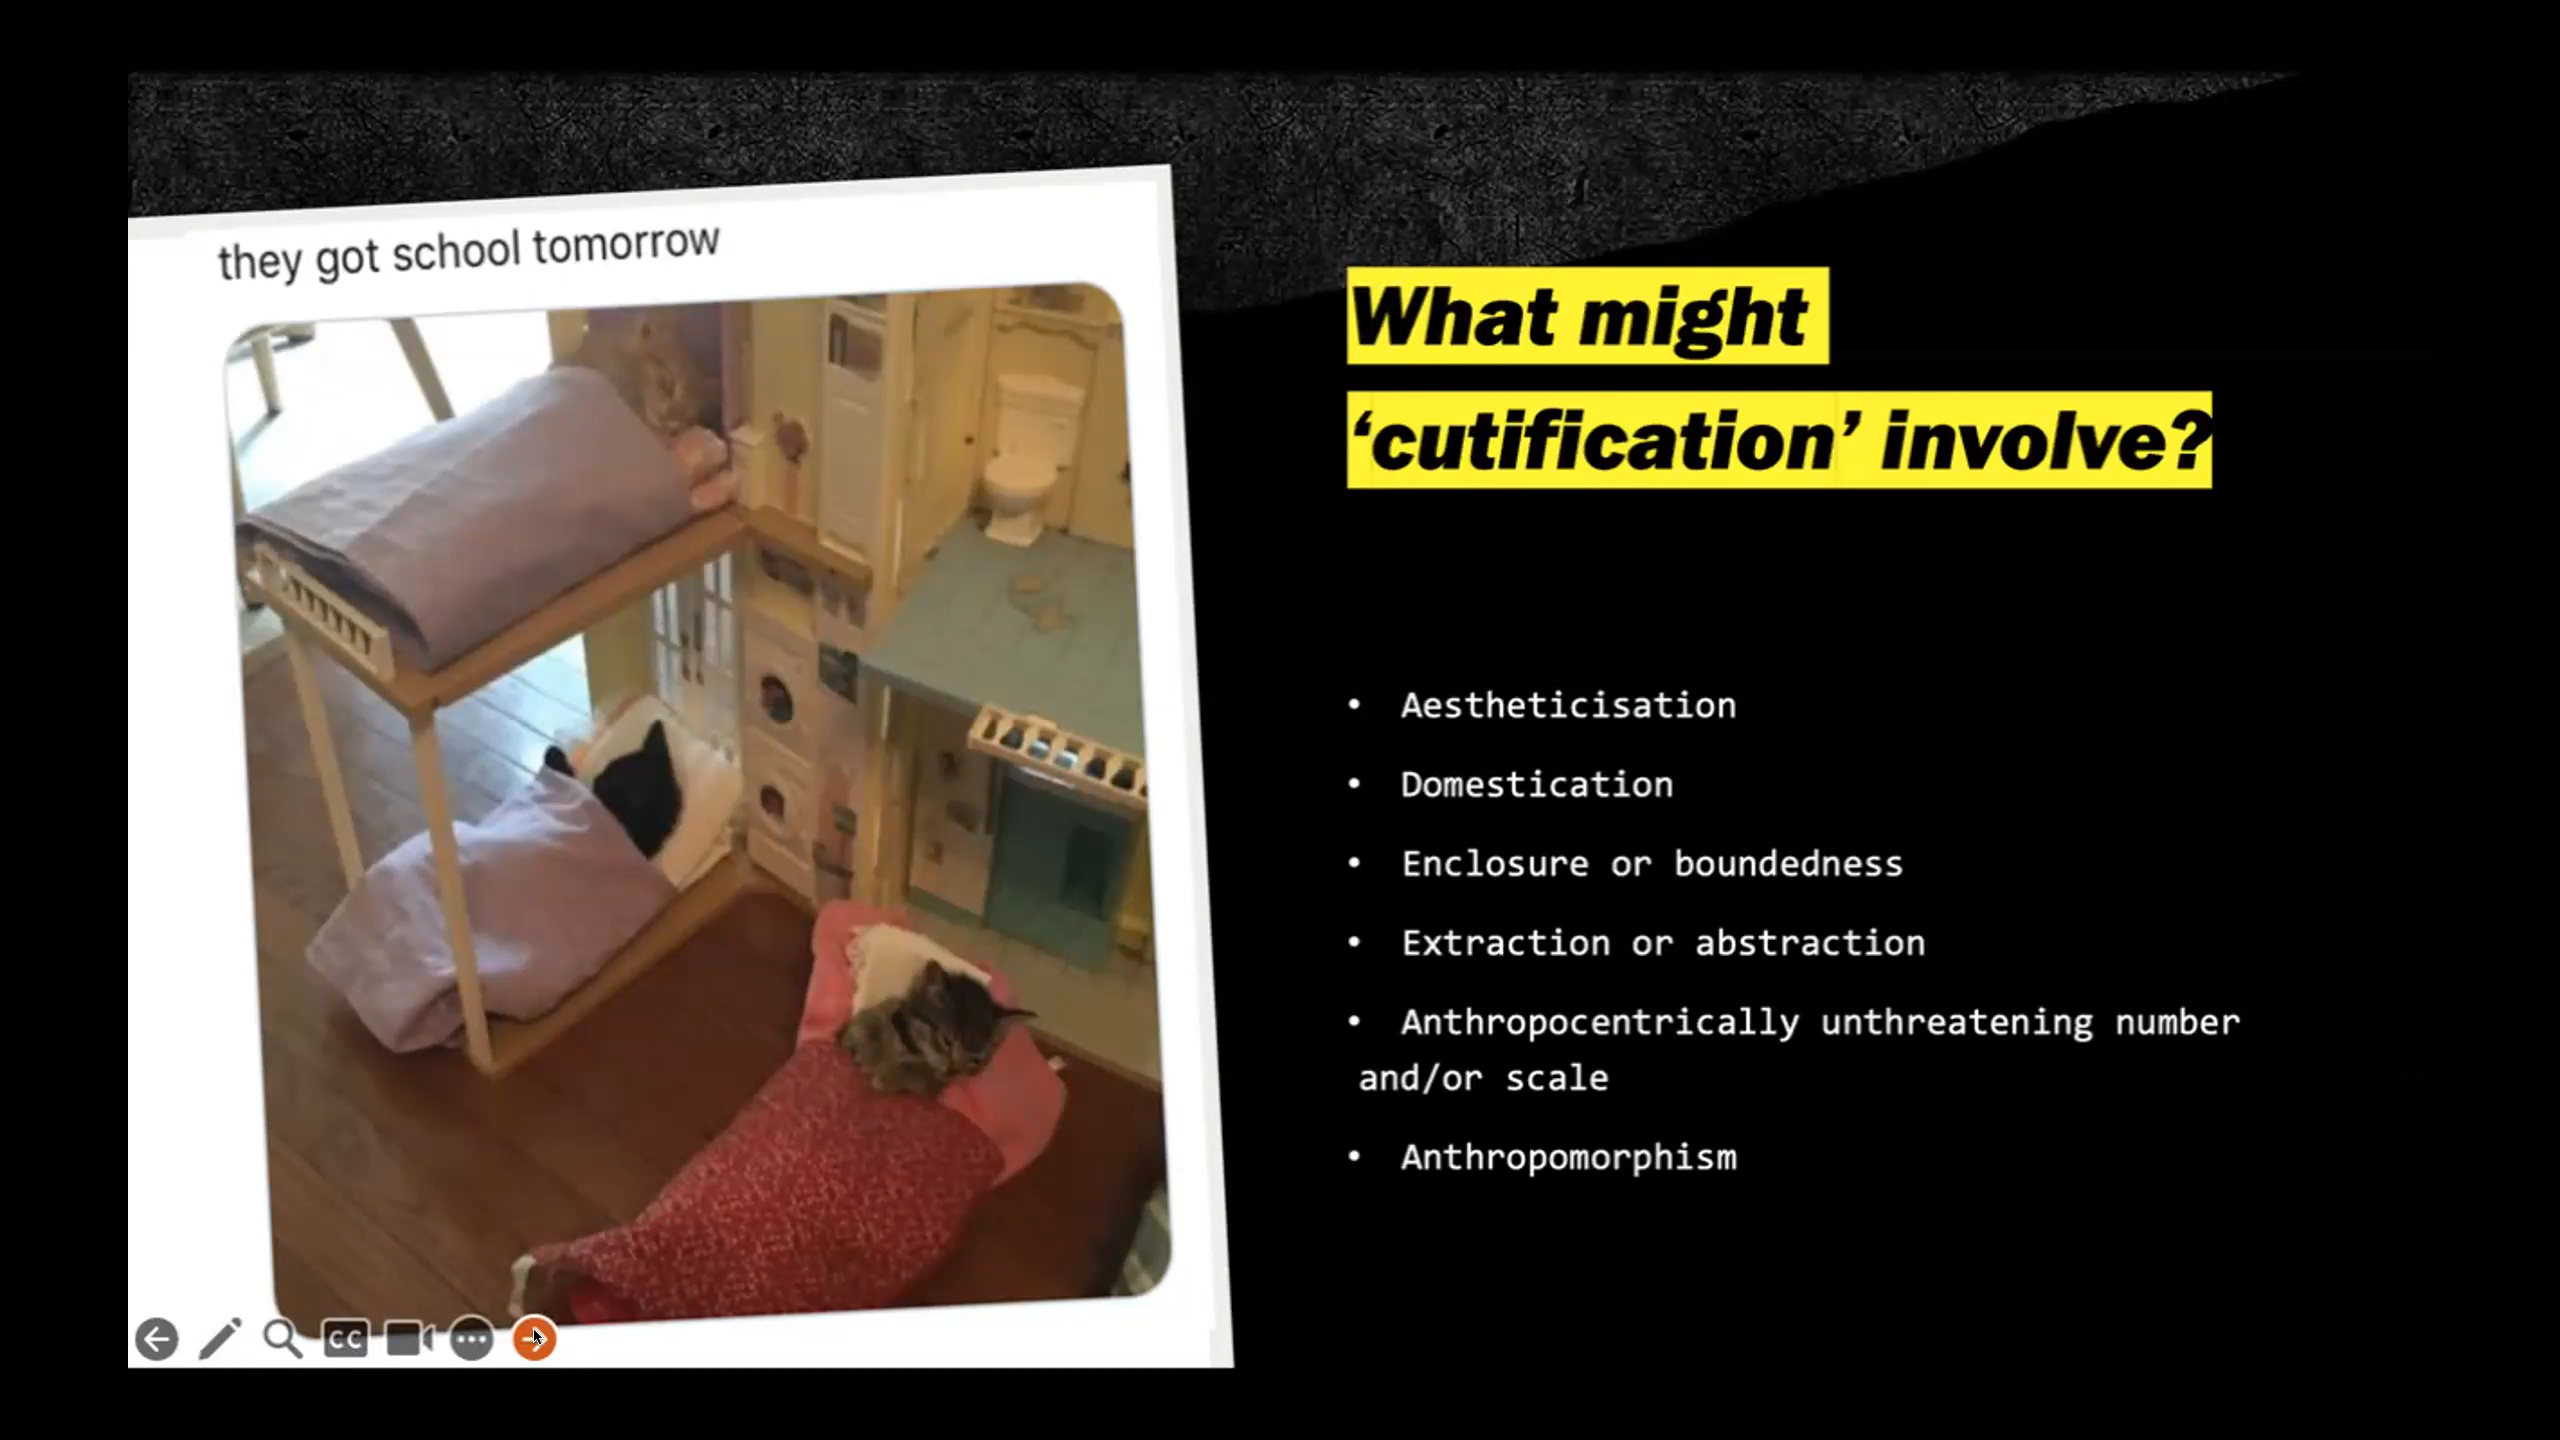 they got school tomorrow
What might
‘cutification’ involve?
• Aestheticisation
• Domestication
• Enclosure or boundedness
• Extraction or abstraction
• Anthropocentrically unthreatening number
and/or scale
• Anthropomorphism
CC